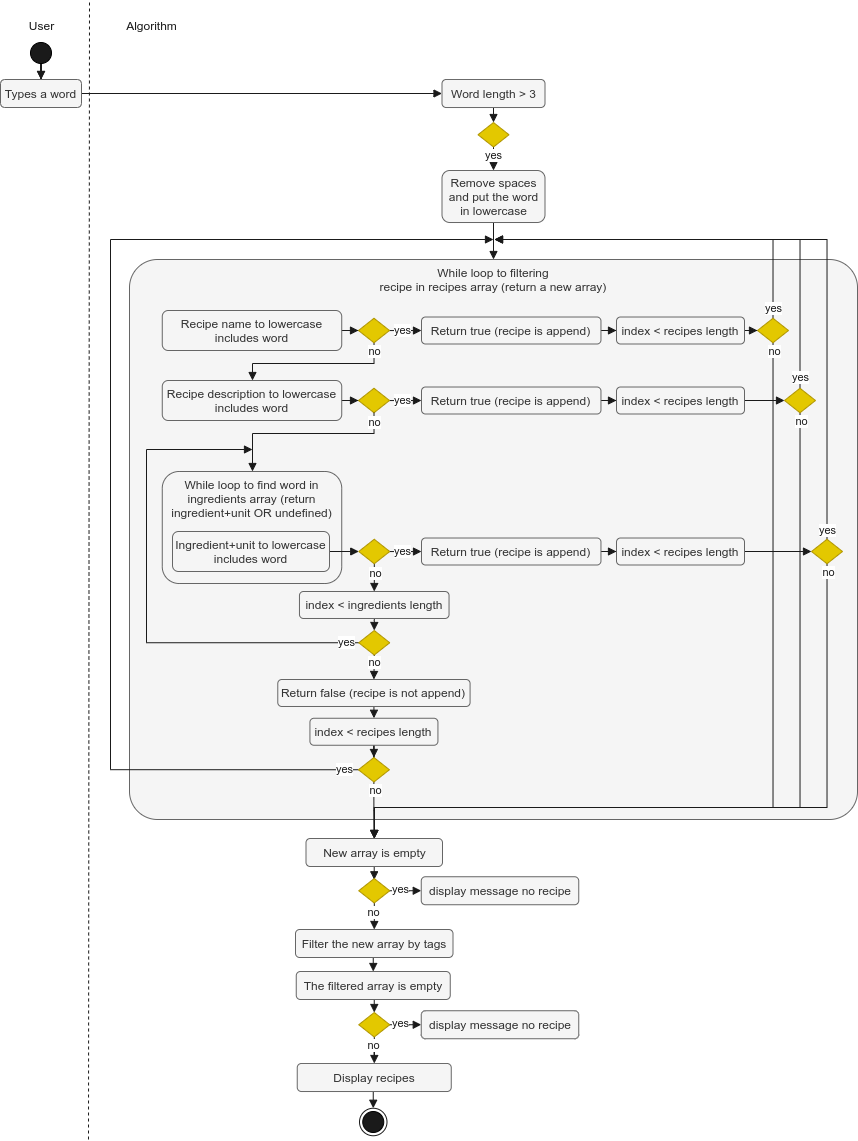 User
Algorithm
Types a word
Word length > 3
yes
Remove spaces
and put the word
in lowercase
While loop to filtering
recipe in recipes array (return a new array)
yes
Recipe name to lowercase
includes word
yes
Return true (recipe is append)
index < recipes length
no
no
yes
Recipe description to lowercase
includes word
yes
Return true (recipe is append)
index < recipes length
no
no
While loop to find word in
ingredients array (return
ingredient+unit OR undefined)
yes
Ingredient+unit to lowercase
includes word
yes
Return true (recipe is append)
index < recipes length
no
no
index < ingredients length
yes
no
Return false (recipe is not append)
index < recipes length
yes
no
New array is empty
yes
display message no recipe
no
Filter the new array by tags
The filtered array is empty
yes
display message no recipe
no
Display recipes